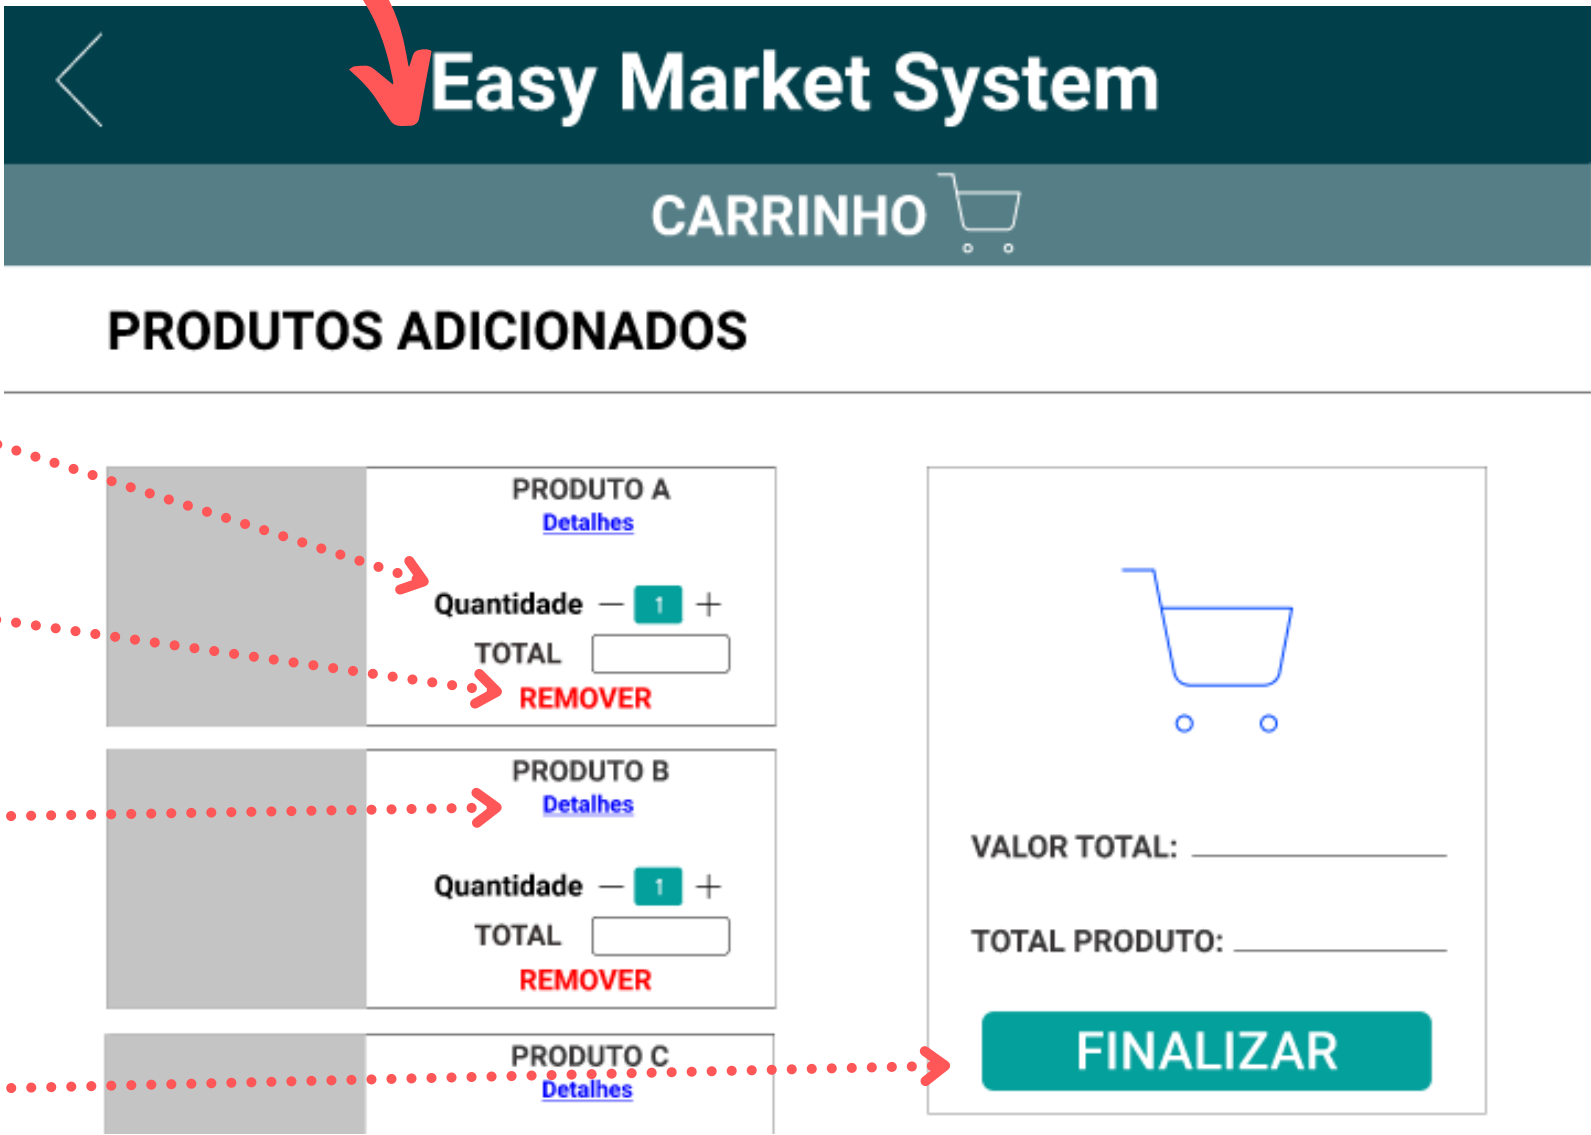 Easy Market System
CARRINHO
PRODUTOS ADICIONADOS
PRODUTO A
Detalhes
Quantidade — 1 +
TOTAL
REMOVER
PRODUTO B
Detalhes
Quantidade — 1 +
TOTAL
REMOVER
PRODUTO C
Detalhes
VALOR TOTAL:
TOTAL PRODUTO:
FINALIZAR